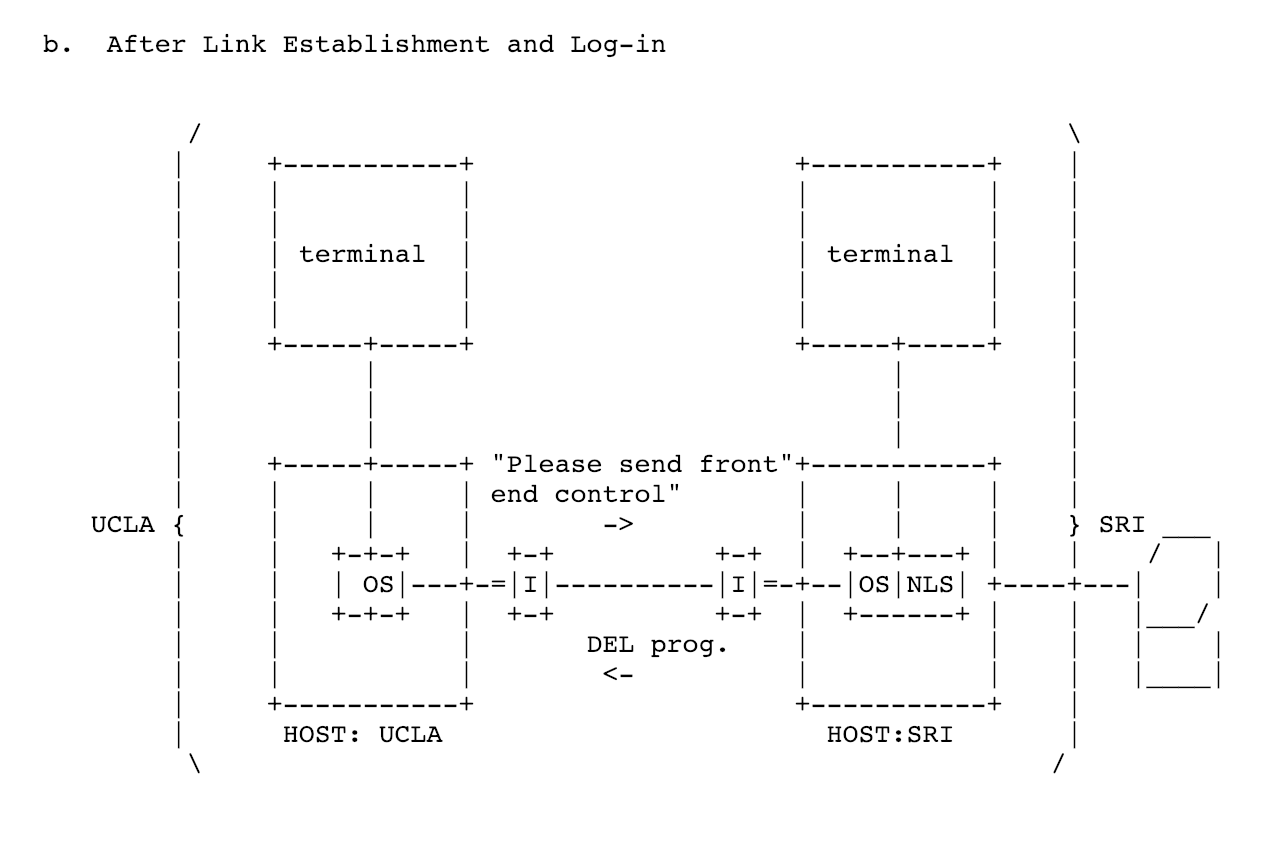 b.  After Link Establishment and Log-in
terminal
terminal
"Please send front"
end control"
UCLA
->
SRI
OS
I
I
OS|NLS
DEL prog.
<-
HOST: UCLA
HOST:SRI